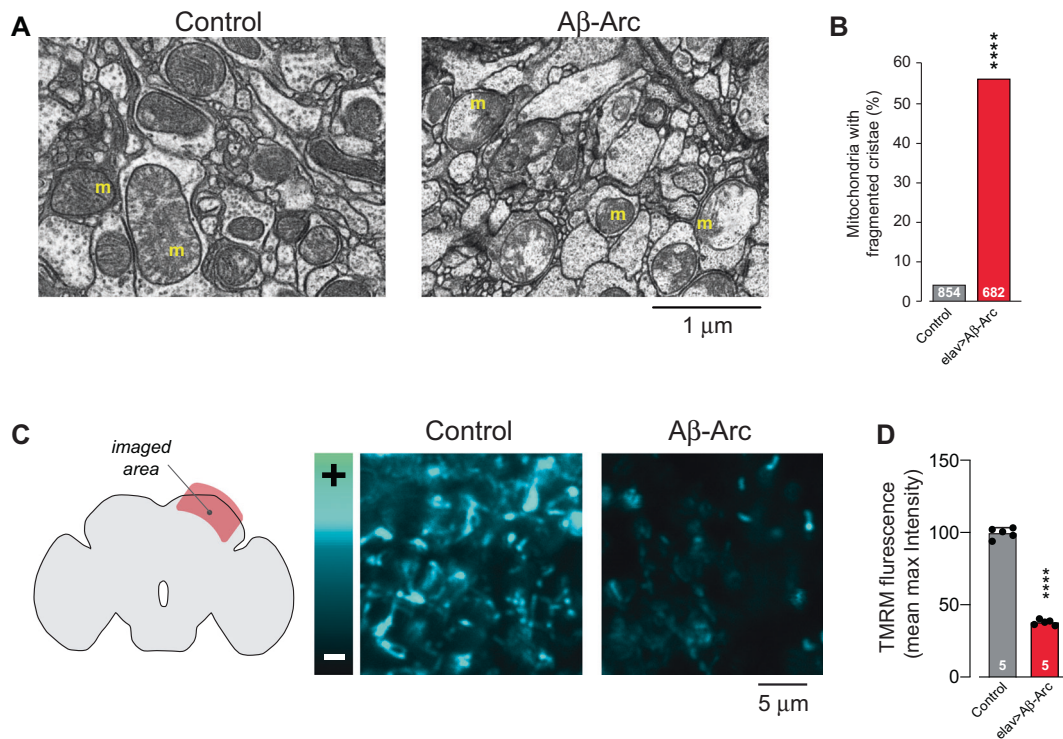 A
Control
Aβ-Arc
m
m
m
m
m
1 μm
B
Mitochondria with
fragmented cristae (%)
60
50
40
30
20
10
0
****
854
682
Control
elav>Aβ-Arc
C
imaged
area
+
−
Control
Aβ-Arc
5 μm
D
TMRM flurescence
(mean max Intensity)
150
100
50
0
****
5
5
Control
elav>Aβ-Arc